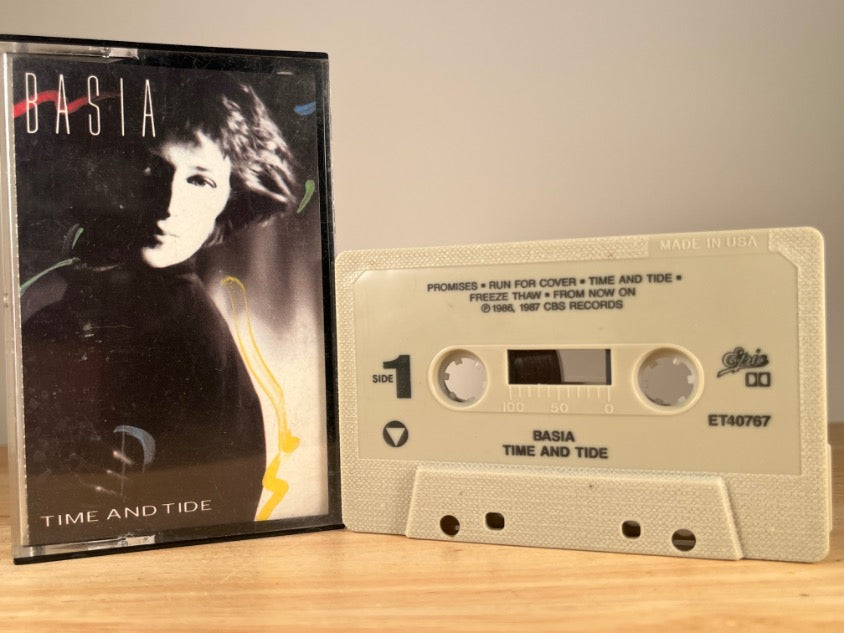 BASIA
TIME AND TIDE
MADE IN USA
PROMISES • RUN FOR COVER • TIME AND TIDE •
FREEZE THAW • FROM NOW ON
℗ 1986, 1987 CBS RECORDS
SIDE 1
Epic
100 50 0
ET40767
BASIA
TIME AND TIDE